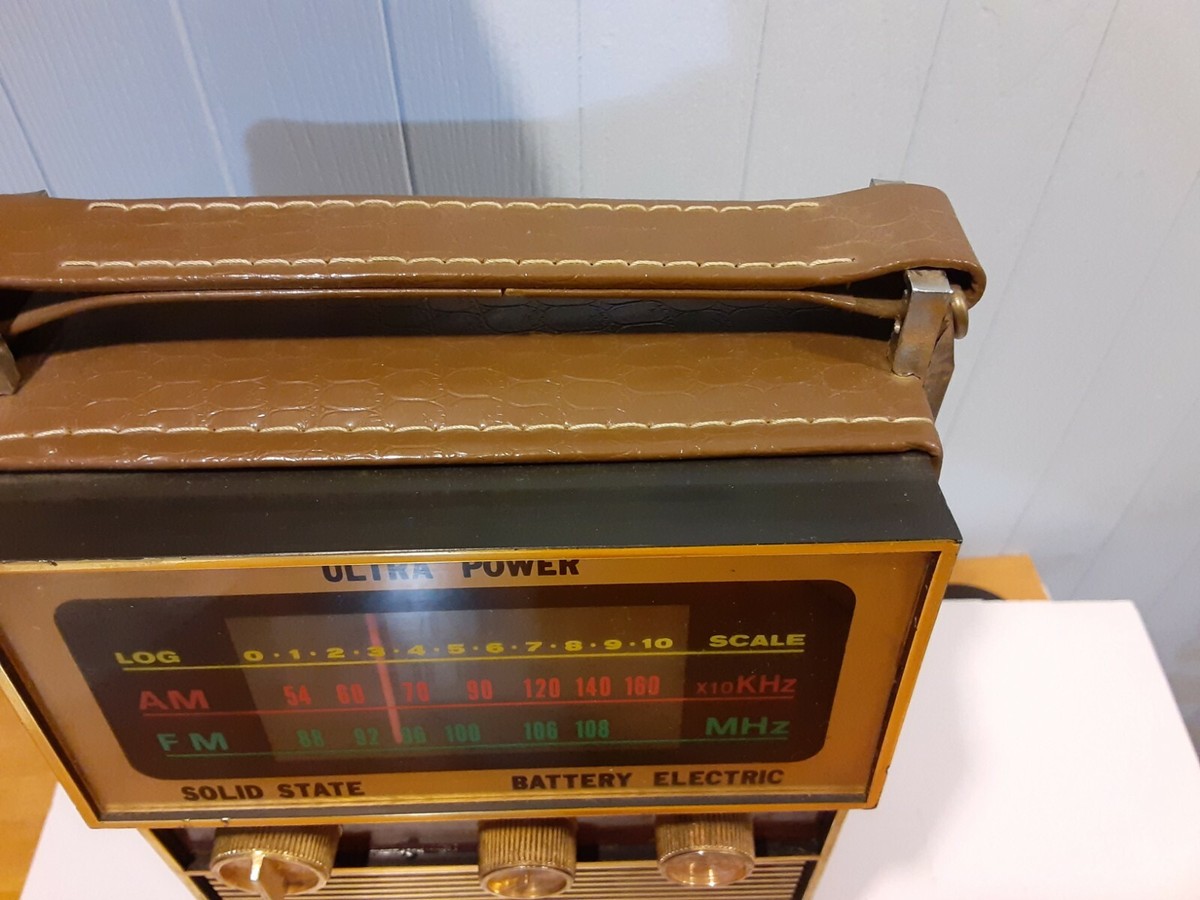 ULTRA POWER
LOG 0·1·2·3·4·5·6·7·8·9·10 SCALE
AM 54 60 70 90 120 140 160 x10KHz
FM 88 92 96 100 106 108 MHz
SOLID STATE BATTERY ELECTRIC